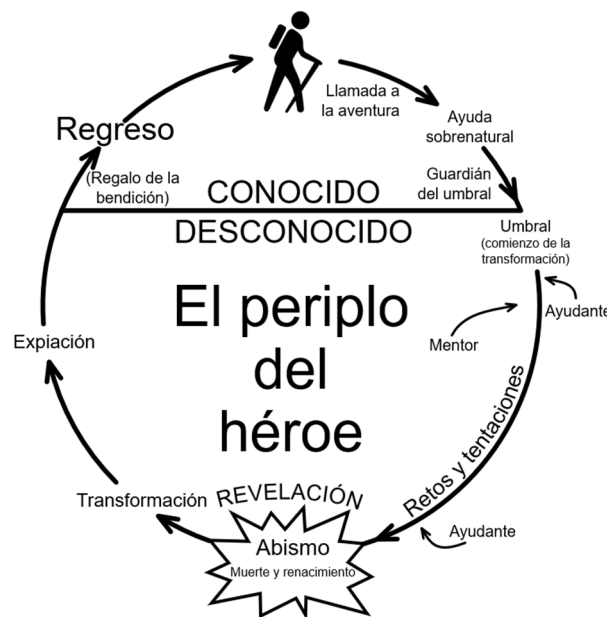 Llamada a
la aventura
Ayuda
sobrenatural
Regreso
(Regalo de la
bendición)
Guardián
del umbral
CONOCIDO
DESCONOCIDO
Umbral
(comienzo de la
transformación)
El periplo
del
héroe
Ayudante
Mentor
Expiación
Retos y tentaciones
Transformación
REVELACIÓN
Ayudante
Abismo
Muerte y renacimiento